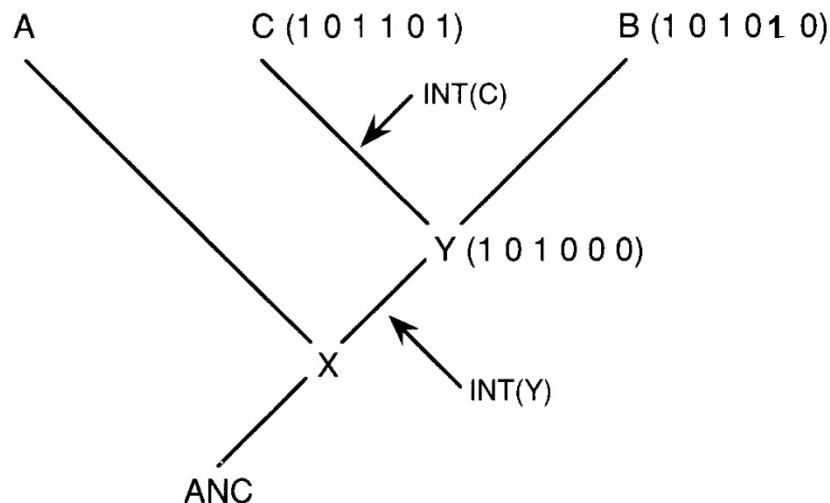 A C (1 0 1 1 0 1) B (1 0 1 0 1 0)
INT(C)
Y (1 0 1 0 0 0)
X
INT(Y)
ANC